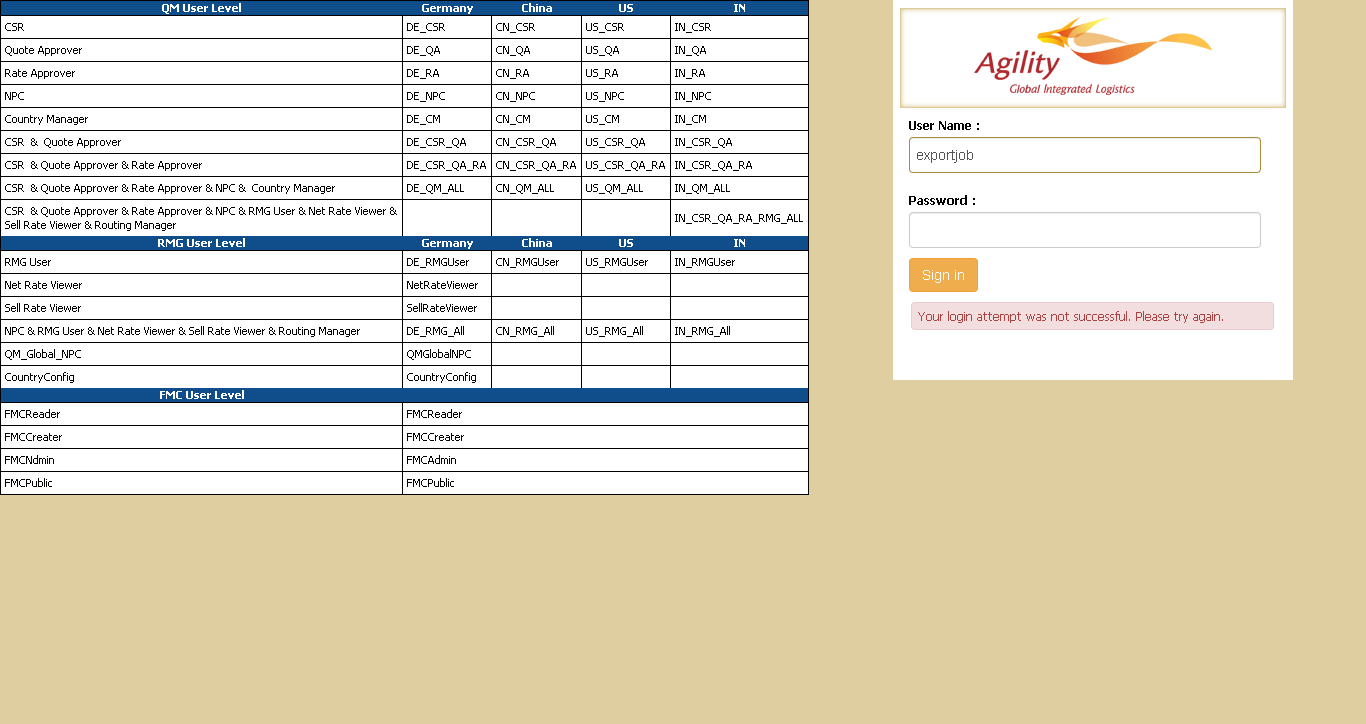 QM User Level Germany China US IN
CSR DE_CSR CN_CSR US_CSR IN_CSR
Quote Approver DE_QA CN_QA US_QA IN_QA
Rate Approver DE_RA CN_RA US_RA IN_RA
NPC DE_NPC CN_NPC US_NPC IN_NPC
Country Manager DE_CM CN_CM US_CM IN_CM
CSR & Quote Approver DE_CSR_QA CN_CSR_QA US_CSR_QA IN_CSR_QA
CSR & Quote Approver & Rate Approver DE_CSR_QA_RA CN_CSR_QA_RA US_CSR_QA_RA IN_CSR_QA_RA
CSR & Quote Approver & Rate Approver & NPC & Country Manager DE_QM_ALL CN_QM_ALL US_QM_ALL IN_QM_ALL
CSR & Quote Approver & Rate Approver & NPC & RMG User & Net Rate Viewer &
Sell Rate Viewer & Routing Manager IN_CSR_QA_RA_RMG_ALL
RMG User Level Germany China US IN
RMG User DE_RMGUser CN_RMGUser US_RMGUser IN_RMGUser
Net Rate Viewer NetRateViewer
Sell Rate Viewer SellRateViewer
NPC & RMG User & Net Rate Viewer & Sell Rate Viewer & Routing Manager DE_RMG_All CN_RMG_All US_RMG_All IN_RMG_All
QM_Global_NPC QMGlobalNPC
CountryConfig CountryConfig
FMC User Level
FMCReader FMCReader
FMCCreater FMCCreater
FMCNdmin FMCAdmin
FMCPublic FMCPublic
Agility
Global Integrated Logistics
User Name :
exportjob
Password :
Sign in
Your login attempt was not successful. Please try again.